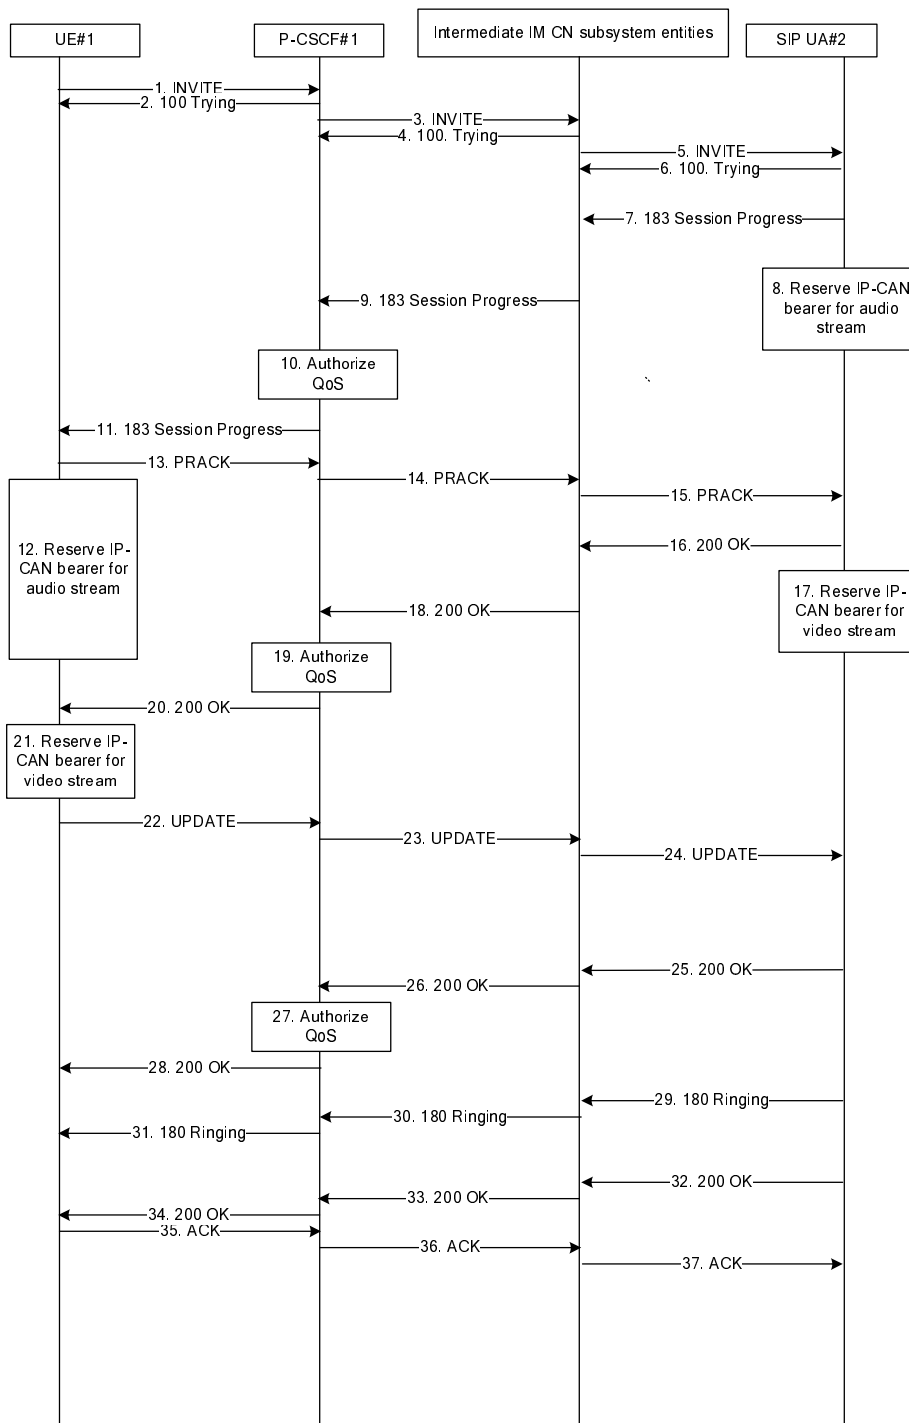 UE#1
P-CSCF#1
Intermediate IM CN subsystem entities
SIP UA#2
1. INVITE
2. 100 Trying
3. INVITE
4. 100. Trying
5. INVITE
6. 100. Trying
7. 183 Session Progress
8. Reserve IP-CAN
bearer for audio
stream
9. 183 Session Progress
10. Authorize
QoS
11. 183 Session Progress
13. PRACK
14. PRACK
15. PRACK
12. Reserve IP-
CAN bearer for
audio stream
16. 200 OK
17. Reserve IP-
CAN bearer for
video stream
18. 200 OK
19. Authorize
QoS
20. 200 OK
21. Reserve IP-
CAN bearer for
video stream
22. UPDATE
23. UPDATE
24. UPDATE
25. 200 OK
26. 200 OK
27. Authorize
QoS
28. 200 OK
29. 180 Ringing
30. 180 Ringing
31. 180 Ringing
32. 200 OK
33. 200 OK
34. 200 OK
35. ACK
36. ACK
37. ACK